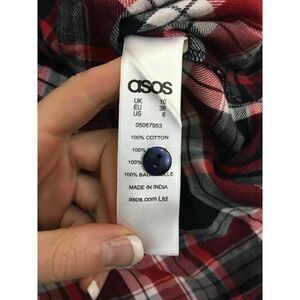 asos
UK 10
EU 38
US 6
05067953
100% COTTON
100%
100%
100%
MADE IN INDIA
asos.com Ltd